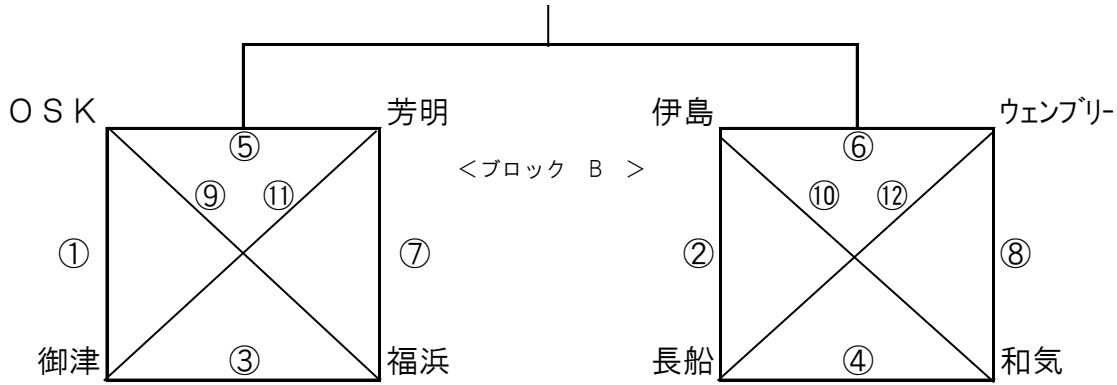 ＯＳＫ 芳明 伊島 ウェンブリー
⑤ ⑥
＜ブロック Ｂ ＞
⑨ ⑪ ⑩ ⑫
① ⑦ ② ⑧
御津 ③ 福浜 長船 ④ 和気